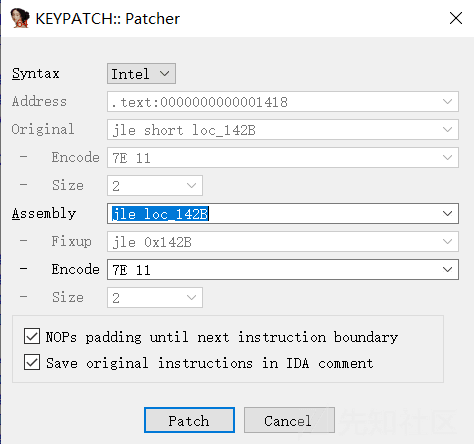 KEYPATCH:: Patcher
Syntax Intel
Address .text:0000000000001418
Original jle short loc_142B
- Encode 7E 11
- Size 2
Assembly jle loc_142B
- Fixup jle 0x142B
- Encode 7E 11
- Size 2
NOPs padding until next instruction boundary
Save original instructions in IDA comment
Patch Cancel
先知社区